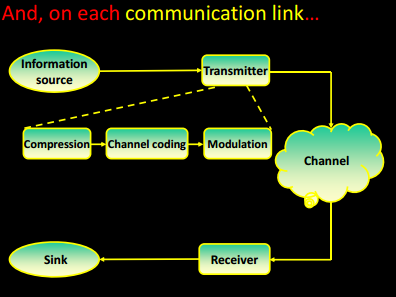 And, on each communication link…
Information
source
Transmitter
Compression
Channel coding
Modulation
Channel
Sink
Receiver